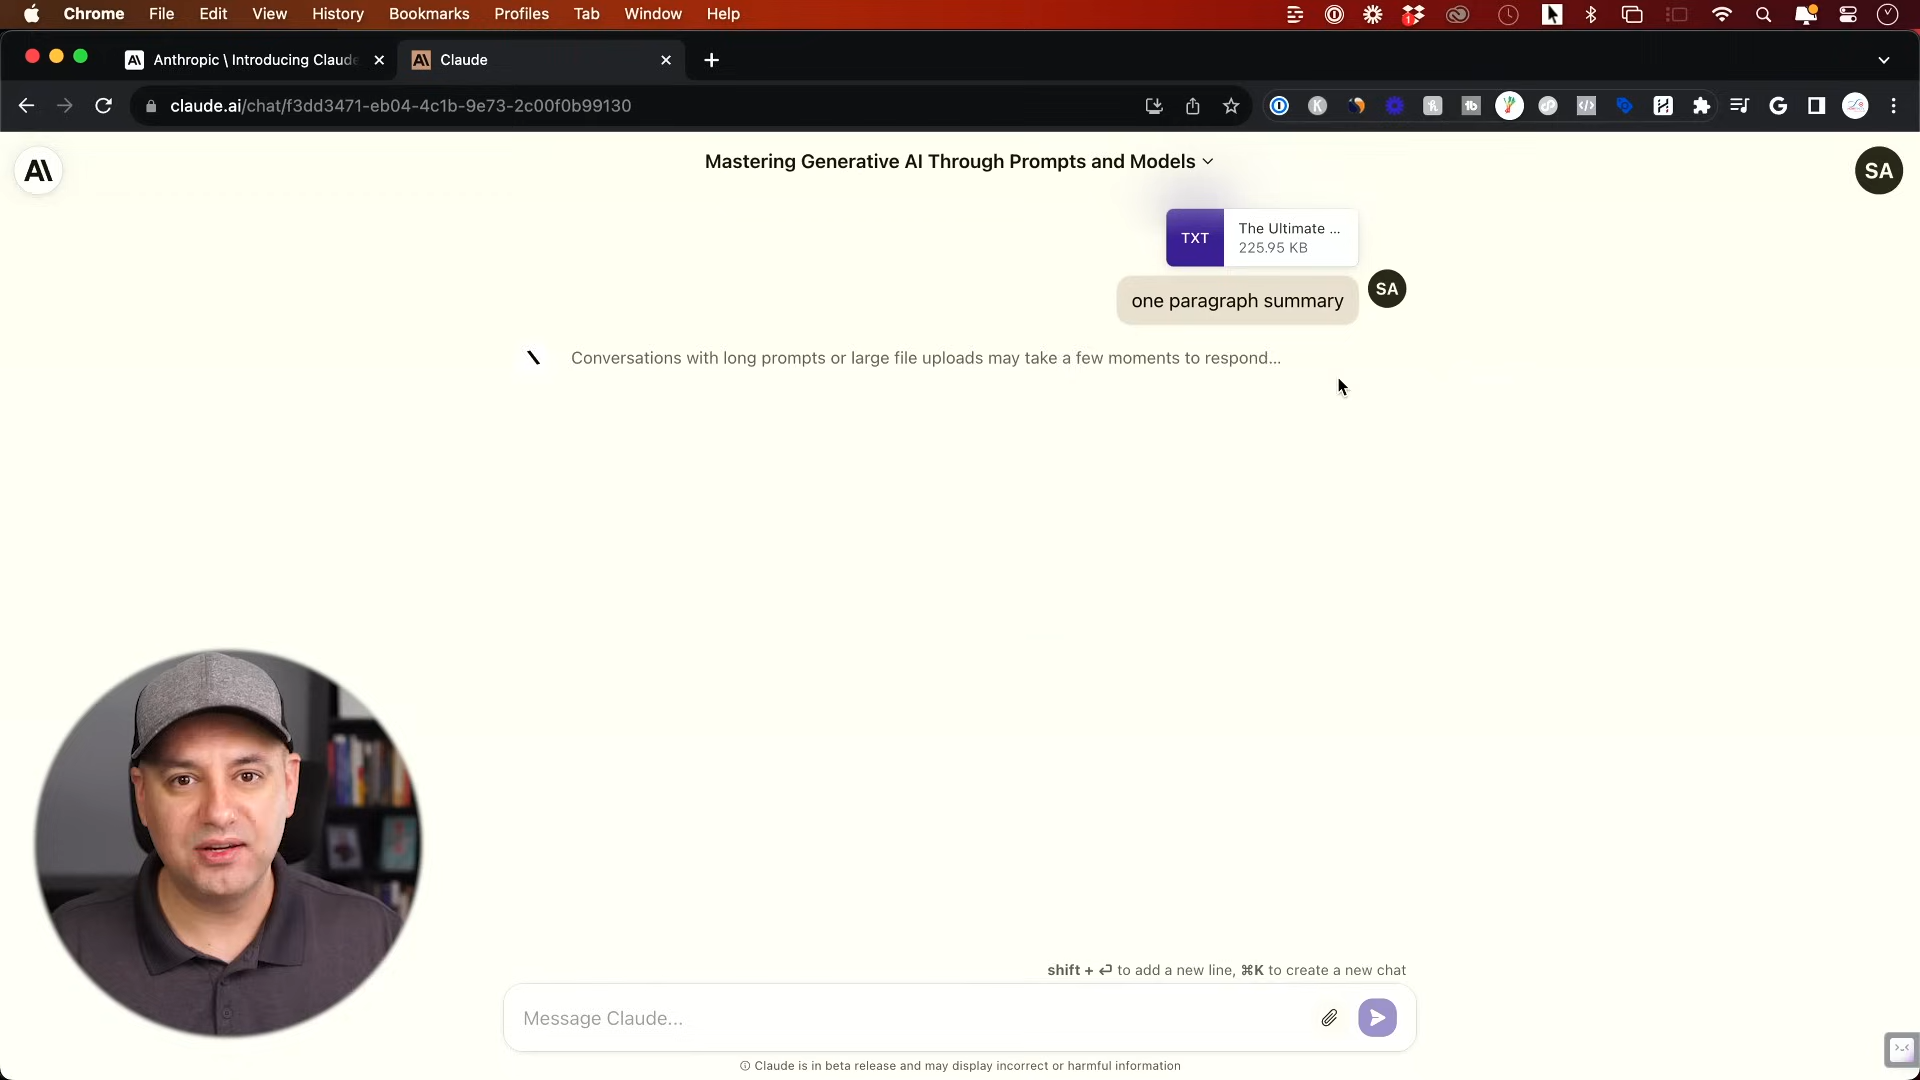 Chrome File Edit View History Bookmarks Profiles Tab Window Help
Anthropic \ Introducing Claude
Claude
claude.ai/chat/f3dd3471-eb04-4c1b-9e73-2c00f0b99130
Mastering Generative AI Through Prompts and Models
SA
TXT
The Ultimate ...
225.95 KB
one paragraph summary
SA
Conversations with long prompts or large file uploads may take a few moments to respond...
shift + ⏎ to add a new line, ⌘K to create a new chat
Message Claude...
Claude is in beta release and may display incorrect or harmful information